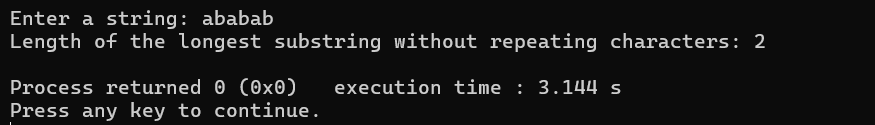 Enter a string: ababab
Length of the longest substring without repeating characters: 2
Process returned 0 (0x0)   execution time : 3.144 s
Press any key to continue.